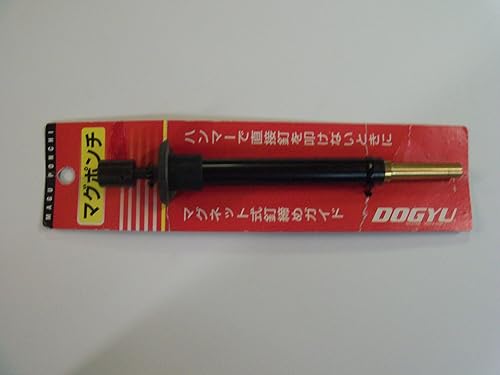 MAGU PONCHI
マグポンチ
ハンマーで直接釘を叩けないときに
マグネット式釘締めガイド
DOGYU